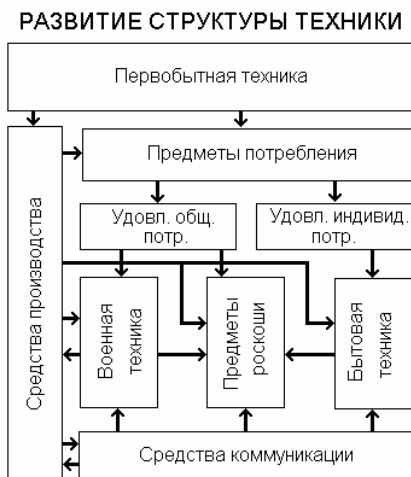 РАЗВИТИЕ СТРУКТУРЫ ТЕХНИКИ
Первобытная техника
Предметы потребления
Удовл. общ.
потр.
Удовл. индивид.
потр.
Средства производства
Военная
техника
Предметы
роскоши
Бытовая
техника
Средства коммуникации